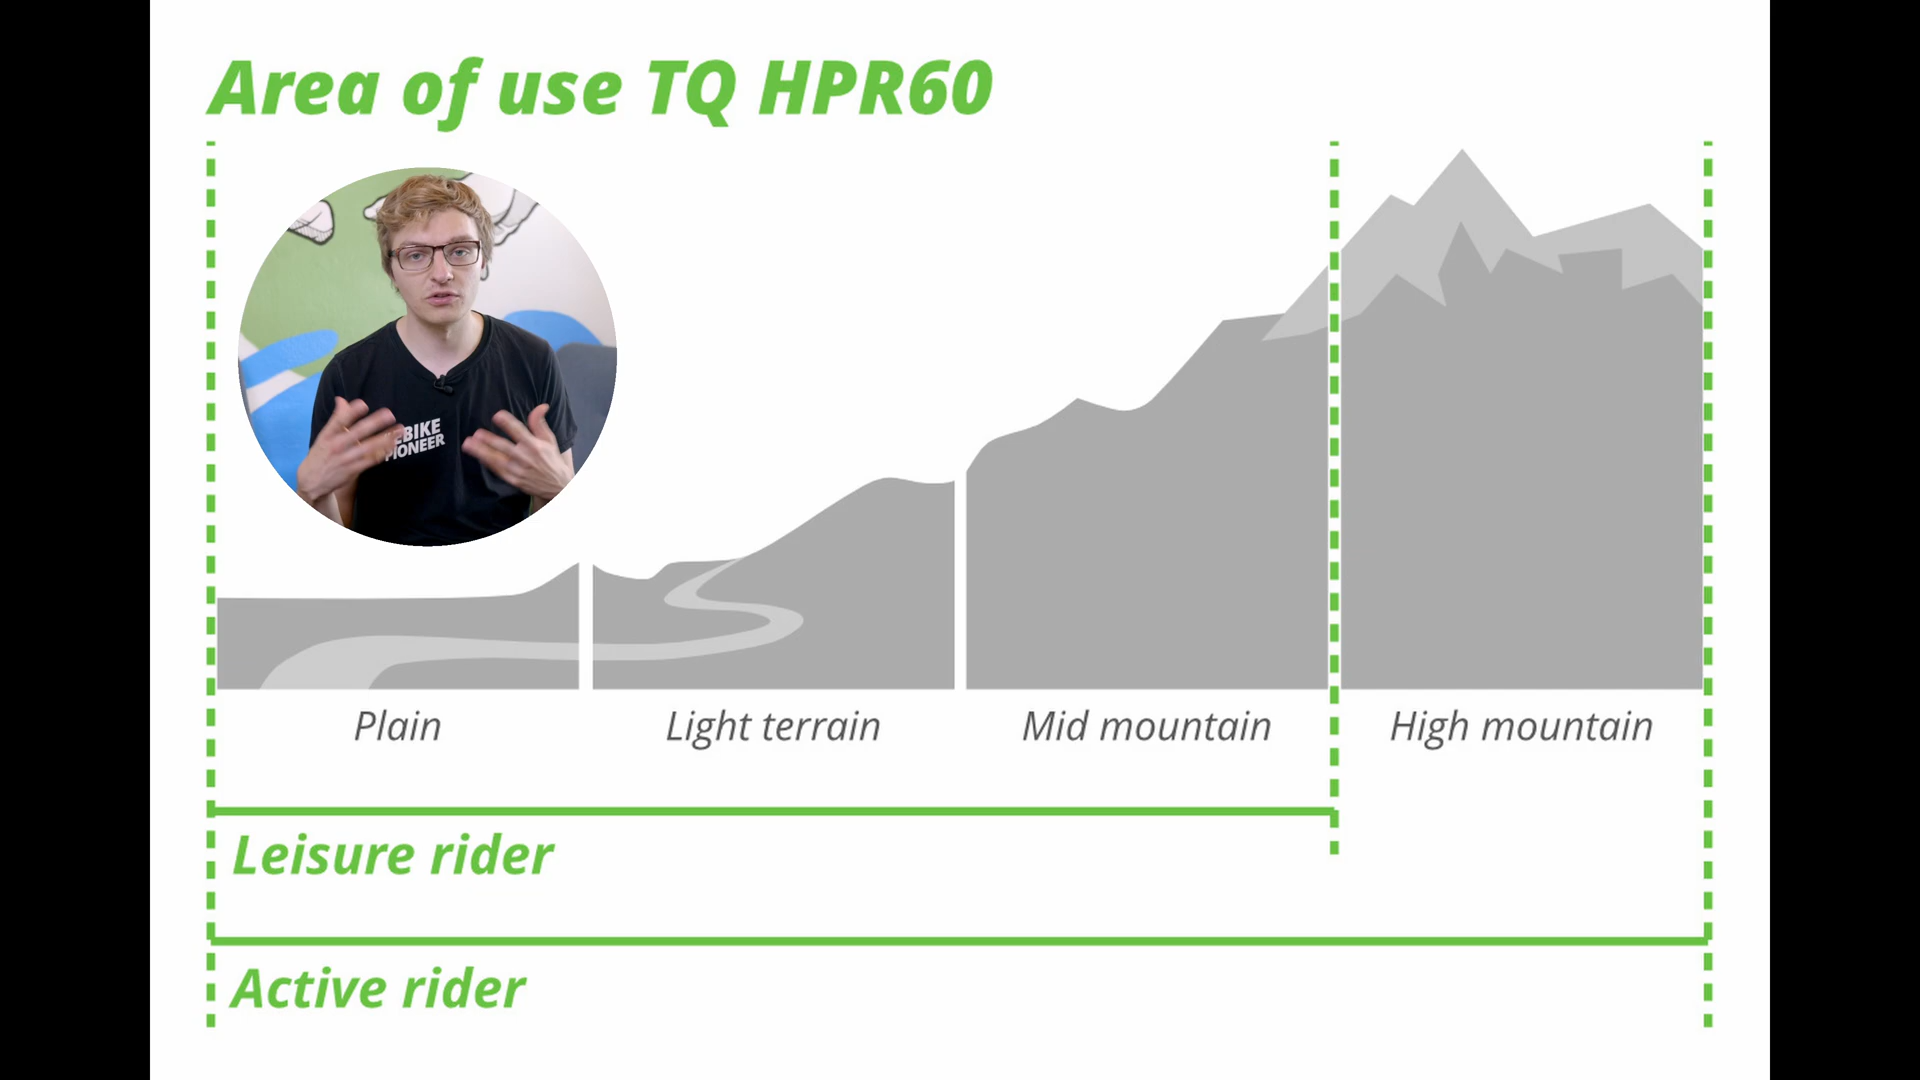 Area of use TQ HPR60
EBIKE
PIONEER
Plain
Light terrain
Mid mountain
High mountain
Leisure rider
Active rider